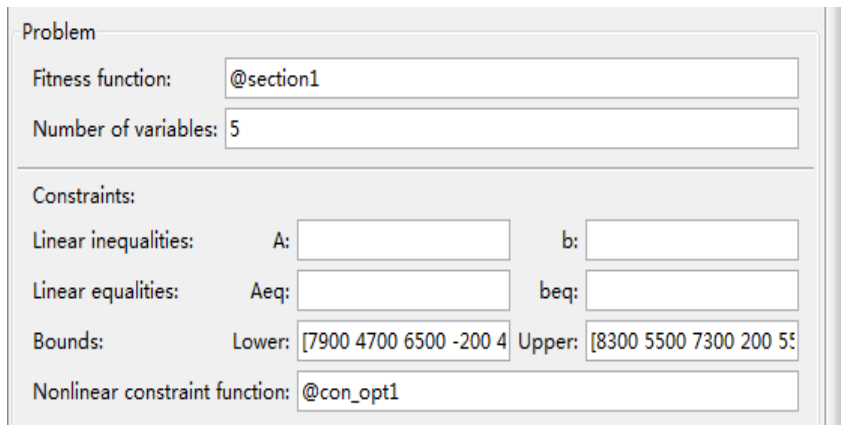 Problem
Fitness function: @section1
Number of variables: 5
Constraints:
Linear inequalities: A: b:
Linear equalities: Aeq: beq:
Bounds: Lower: [7900 4700 6500 -200 4 Upper: [8300 5500 7300 200 55
Nonlinear constraint function: @con_opt1